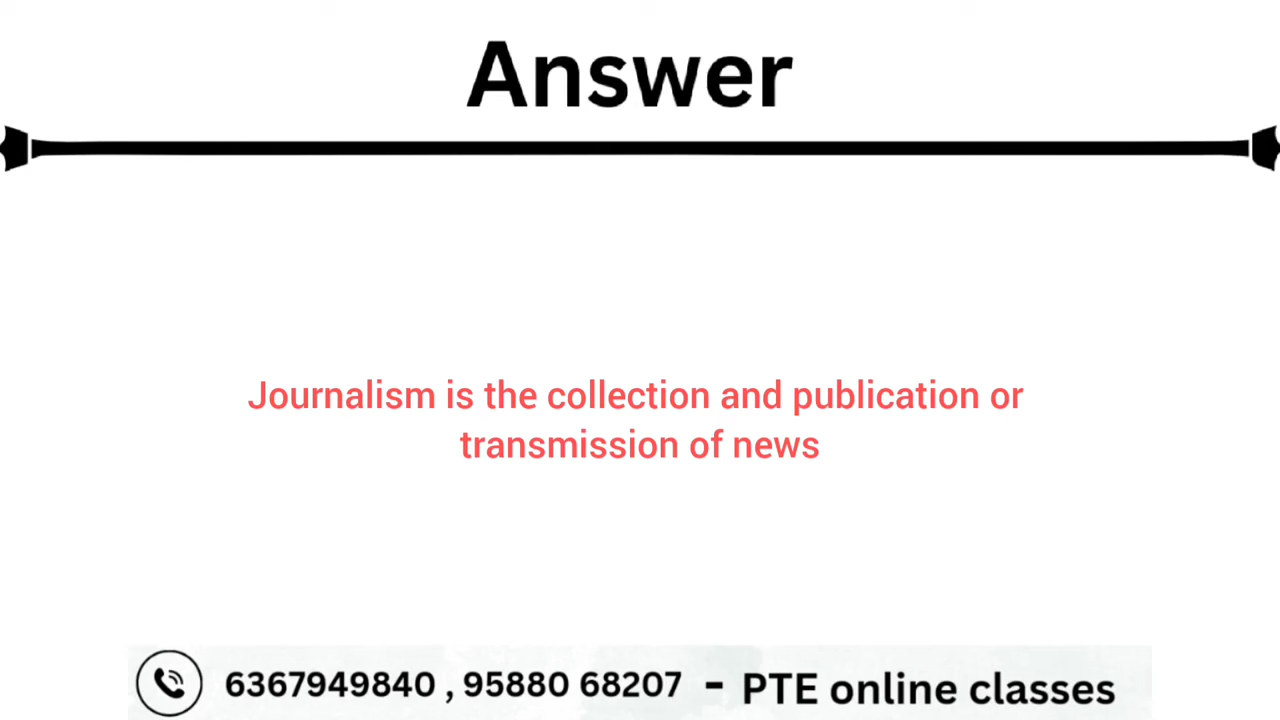 Answer
Journalism is the collection and publication or
transmission of news
6367949840 , 95880 68207 - PTE online classes